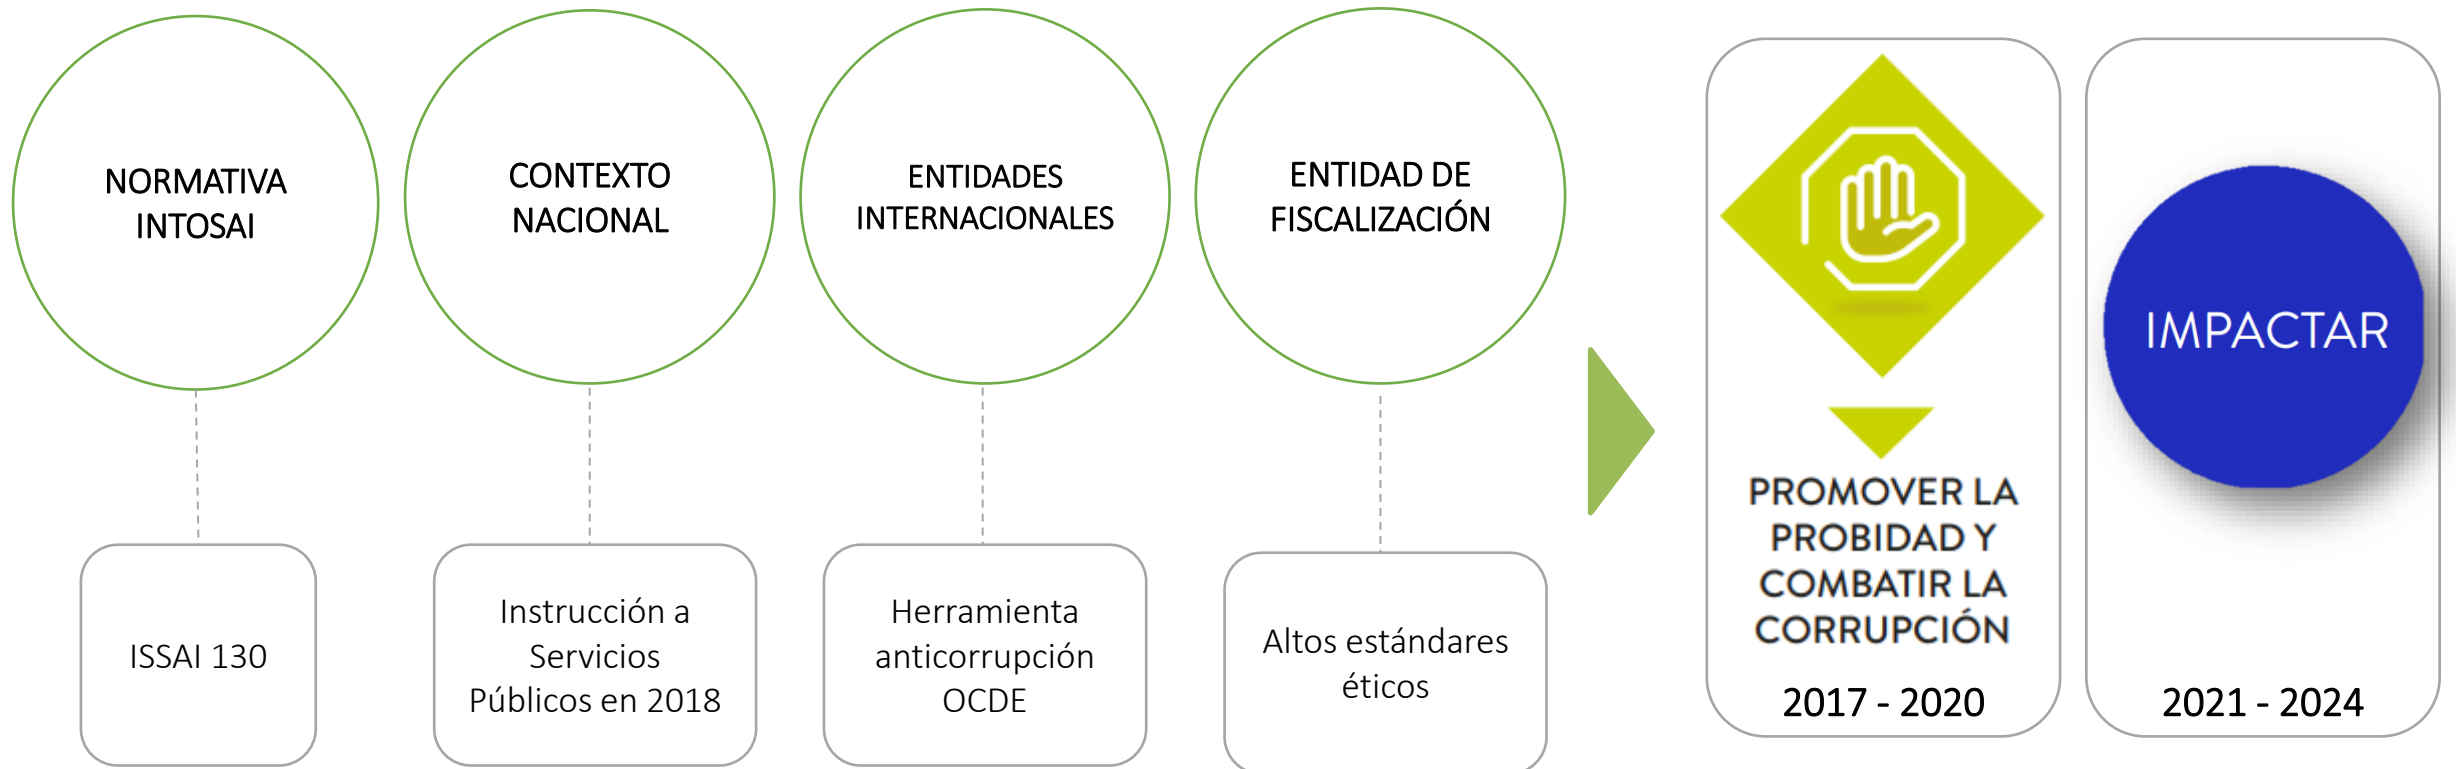 NORMATIVA
INTOSAI
CONTEXTO
NACIONAL
ENTIDADES
INTERNACIONALES
ENTIDAD DE
FISCALIZACIÓN
ISSAI 130
Instrucción a
Servicios
Públicos en 2018
Herramienta
anticorrupción
OCDE
Altos estándares
éticos
PROMOVER LA
PROBIDAD Y
COMBATIR LA
CORRUPCIÓN
2017 - 2020
IMPACTAR
2021 - 2024